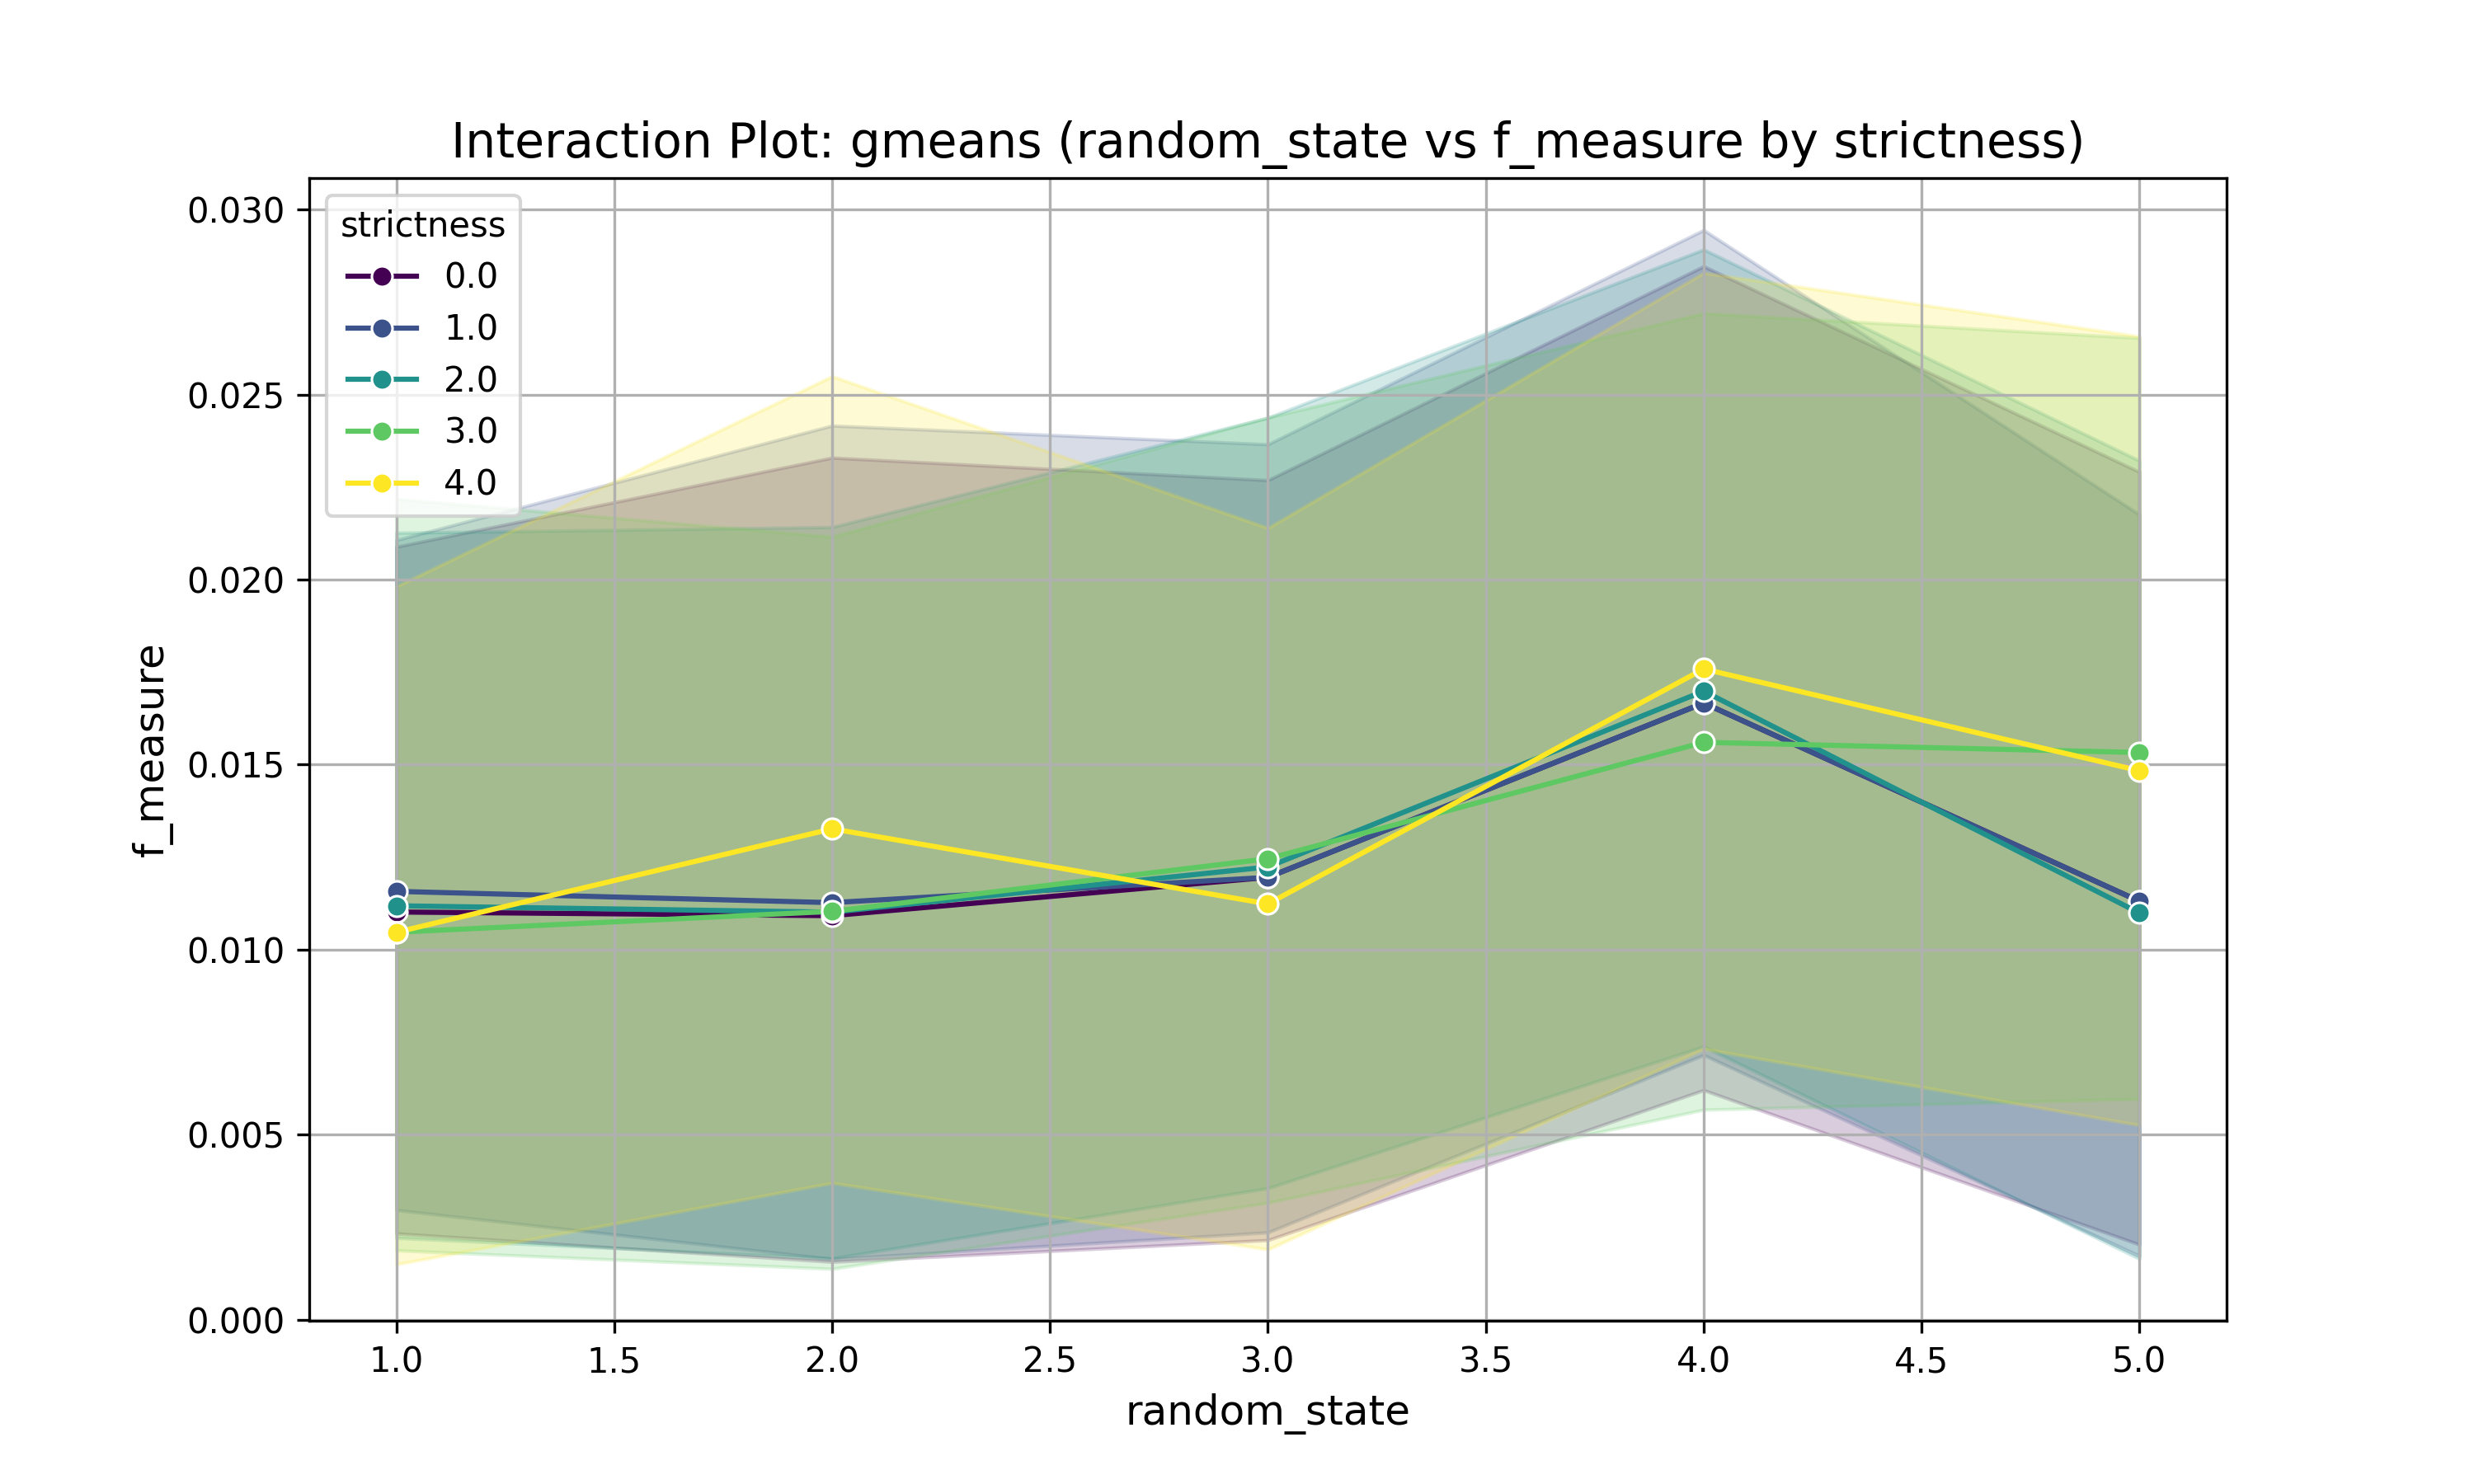 Interaction Plot: gmeans (random_state vs f_measure by strictness)
strictness
0.0
1.0
2.0
3.0
4.0
f_measure
0.030
0.025
0.020
0.015
0.010
0.005
0.000
1.0 1.5 2.0 2.5 3.0 3.5 4.0 4.5 5.0
random_state